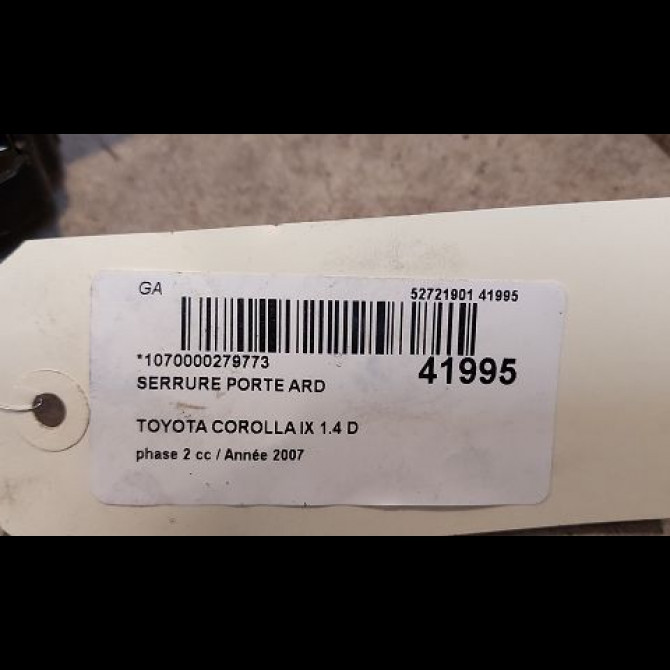 GA
52721901 41995
*1070000279773
41995
SERRURE PORTE ARD
TOYOTA COROLLA IX 1.4 D
phase 2 cc / Année 2007